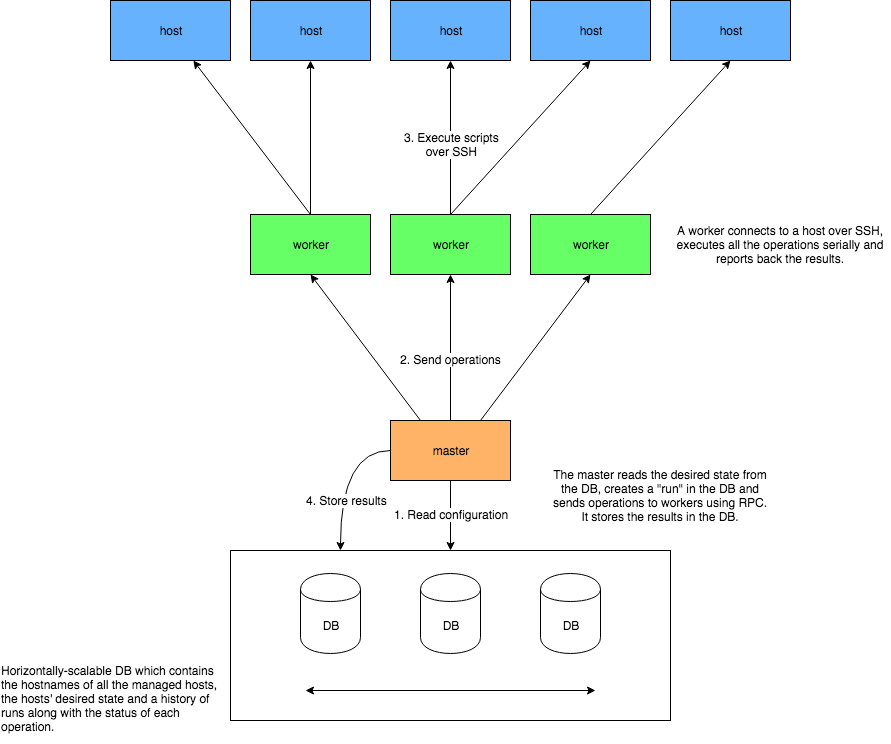 host
host
host
host
host
3. Execute scripts
over SSH
worker
worker
worker
A worker connects to a host over SSH,
executes all the operations serially and
reports back the results.
2. Send operations
master
The master reads the desired state from
the DB, creates a "run" in the DB and
sends operations to workers using RPC.
It stores the results in the DB.
4. Store results
1. Read configuration
DB
DB
DB
Horizontally-scalable DB which contains
the hostnames of all the managed hosts,
the hosts' desired state and a history of
runs along with the status of each
operation.